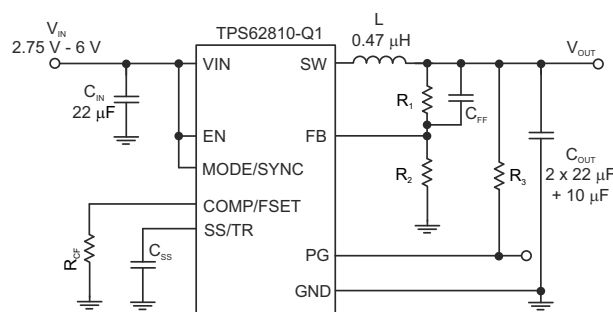 TPS62810-Q1
V_IN
2.75 V - 6 V
C_IN
22 µF
VIN
EN
MODE/SYNC
COMP/FSET
SS/TR
R_CF
C_SS
SW
FB
PG
GND
L
0.47 µH
R_1
C_FF
R_2
R_3
V_OUT
C_OUT
2 x 22 µF
+ 10 µF